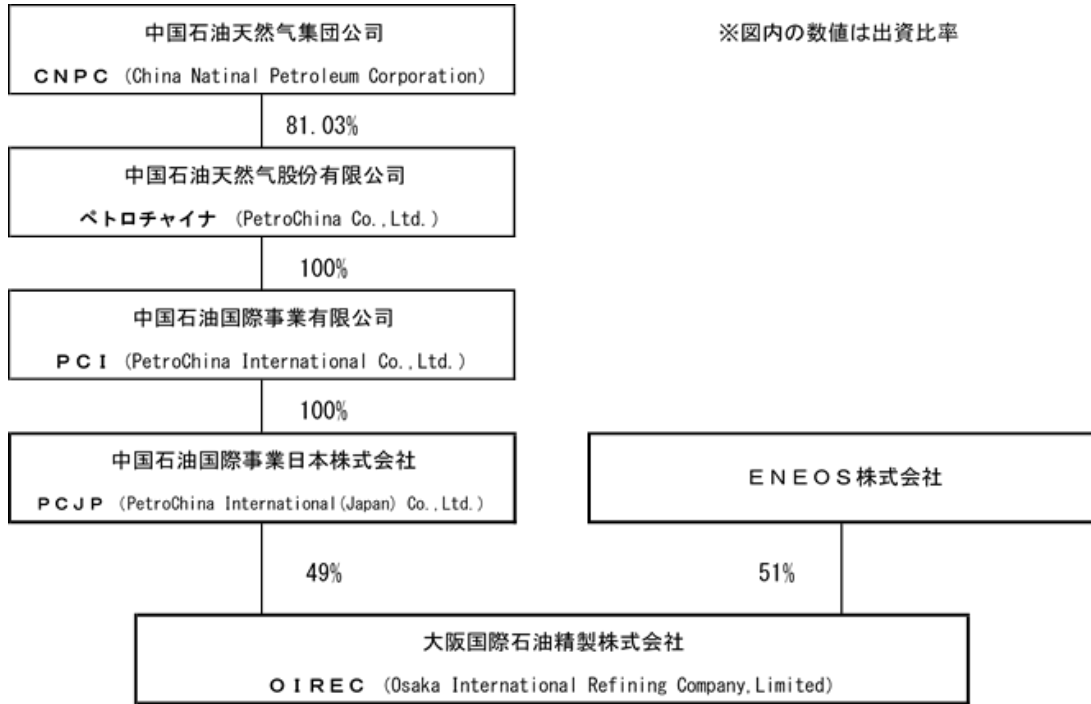 中国石油天然气集団公司
※図内の数値は出資比率
ＣＮＰＣ (China Natinal Petroleum Corporation)
81.03%
中国石油天然気股份有限公司
ペトロチャイナ (PetroChina Co.,Ltd.)
100%
中国石油国際事業有限公司
ＰＣＩ (PetroChina International Co.,Ltd.)
100%
中国石油国際事業日本株式会社
ＰＣＪＰ (PetroChina International(Japan) Co.,Ltd.)
ＥＮＥＯＳ株式会社
49%
51%
大阪国際石油精製株式会社
ＯＩＲＥＣ (Osaka International Refining Company,Limited)